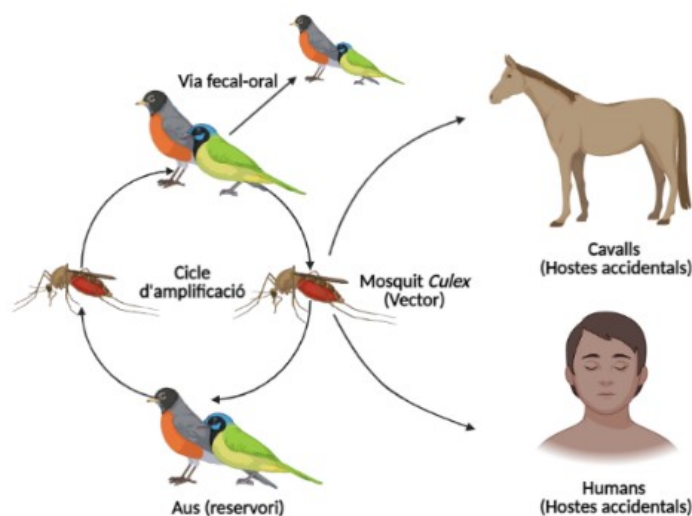 Via fecal-oral
Cicle
d'amplificació
Mosquit Culex
(Vector)
Cavalls
(Hostes accidentals)
Aus (reservori)
Humans
(Hostes accidentals)